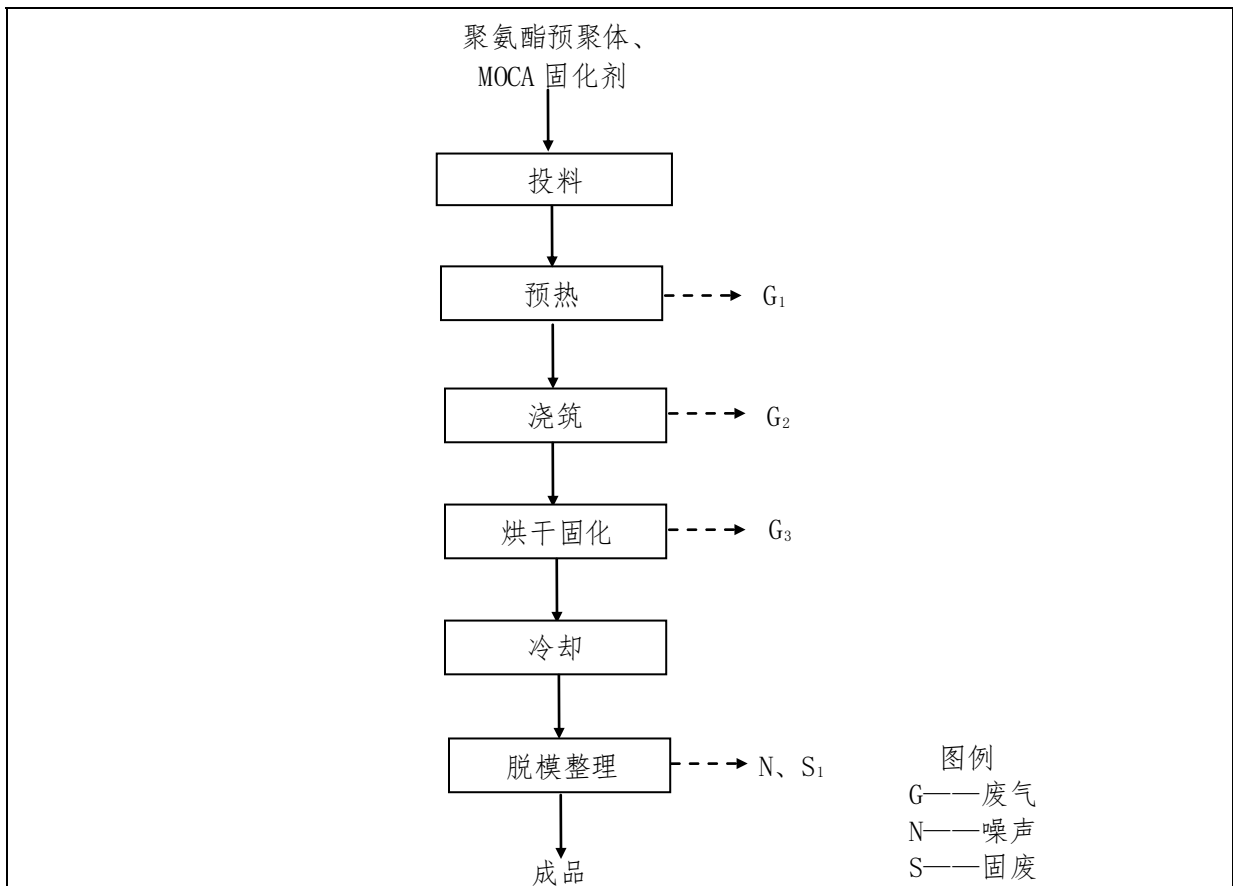 聚氨酯预聚体、
MOCA 固化剂
投料
预热
G₁
浇筑
G₂
烘干固化
G₃
冷却
脱模整理
N、S₁
成品
图例
G——废气
N——噪声
S——固废